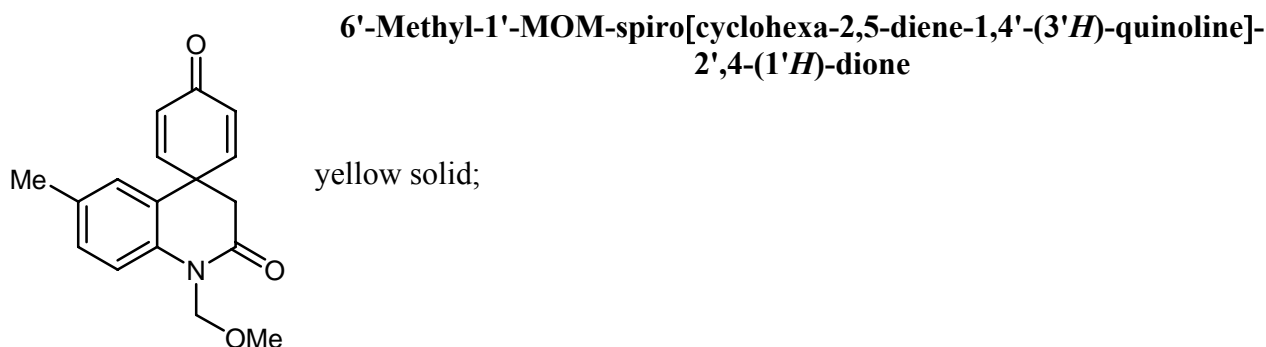 6'-Methyl-1'-MOM-spiro[cyclohexa-2,5-diene-1,4'-(3'H)-quinoline]-
2',4-(1'H)-dione
O
Me
yellow solid;
N
O
OMe